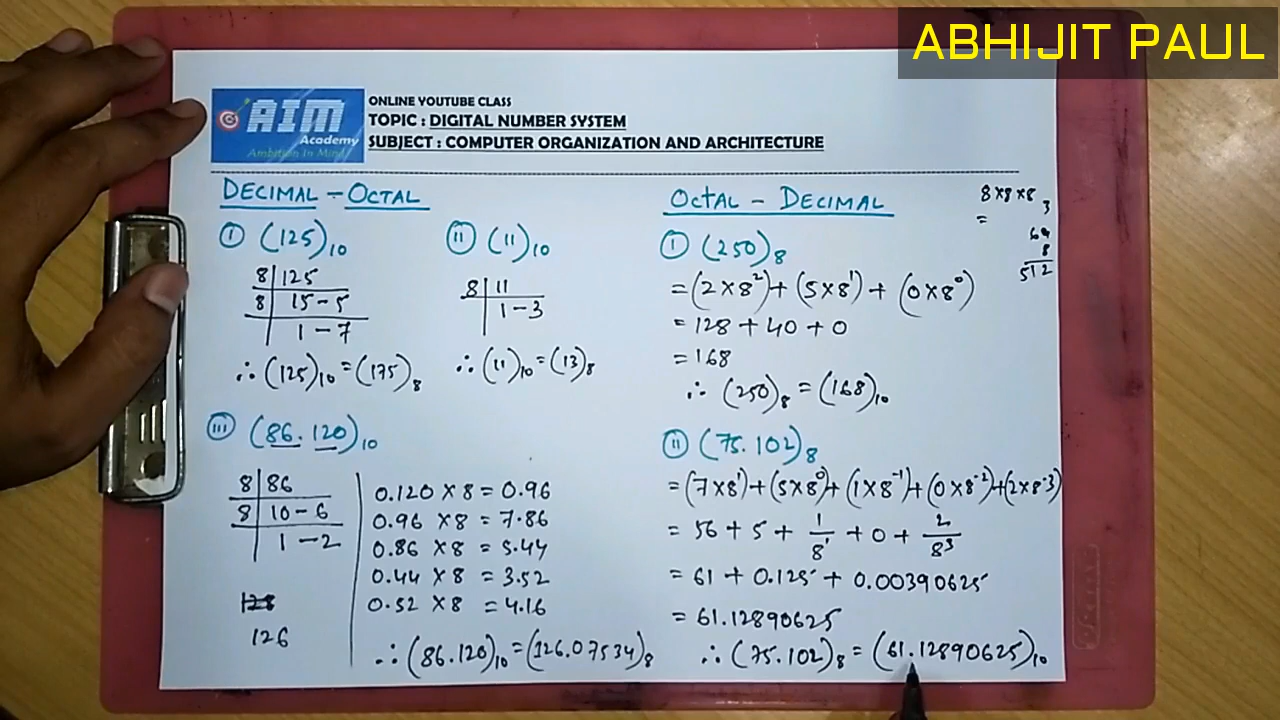 ABHIJIT PAUL
AIM
Academy
Ambition In Mind
ONLINE YOUTUBE CLASS
TOPIC : DIGITAL NUMBER SYSTEM
SUBJECT : COMPUTER ORGANIZATION AND ARCHITECTURE
DECIMAL - OCTAL
(i) (125)₁₀
8 | 125
8 | 15 - 5
1 - 7
∴ (125)₁₀ = (175)₈
(ii) (11)₁₀
8 | 11
1 - 3
∴ (11)₁₀ = (13)₈
(iii) (86.120)₁₀
8 | 86
8 | 10 - 6
1 - 2
126
0.120 × 8 = 0.96
0.96 × 8 = 7.86
0.86 × 8 = 5.44
0.44 × 8 = 3.52
0.52 × 8 = 4.16
∴ (86.120)₁₀ = (126.07534)₈
OCTAL - DECIMAL
8×8×8
=
3
64
8
512
(i) (250)₈
= (2×8²) + (5×8¹) + (0×8⁰)
= 128 + 40 + 0
= 168
∴ (250)₈ = (168)₁₀
(ii) (75.102)₈
= (7×8¹) + (5×8⁰) + (1×8⁻¹) + (0×8⁻²) + (2×8⁻³)
= 56 + 5 + 1/8¹ + 0 + 2/8³
= 61 + 0.125 + 0.00390625
= 61.12890625
∴ (75.102)₈ = (61.12890625)₁₀